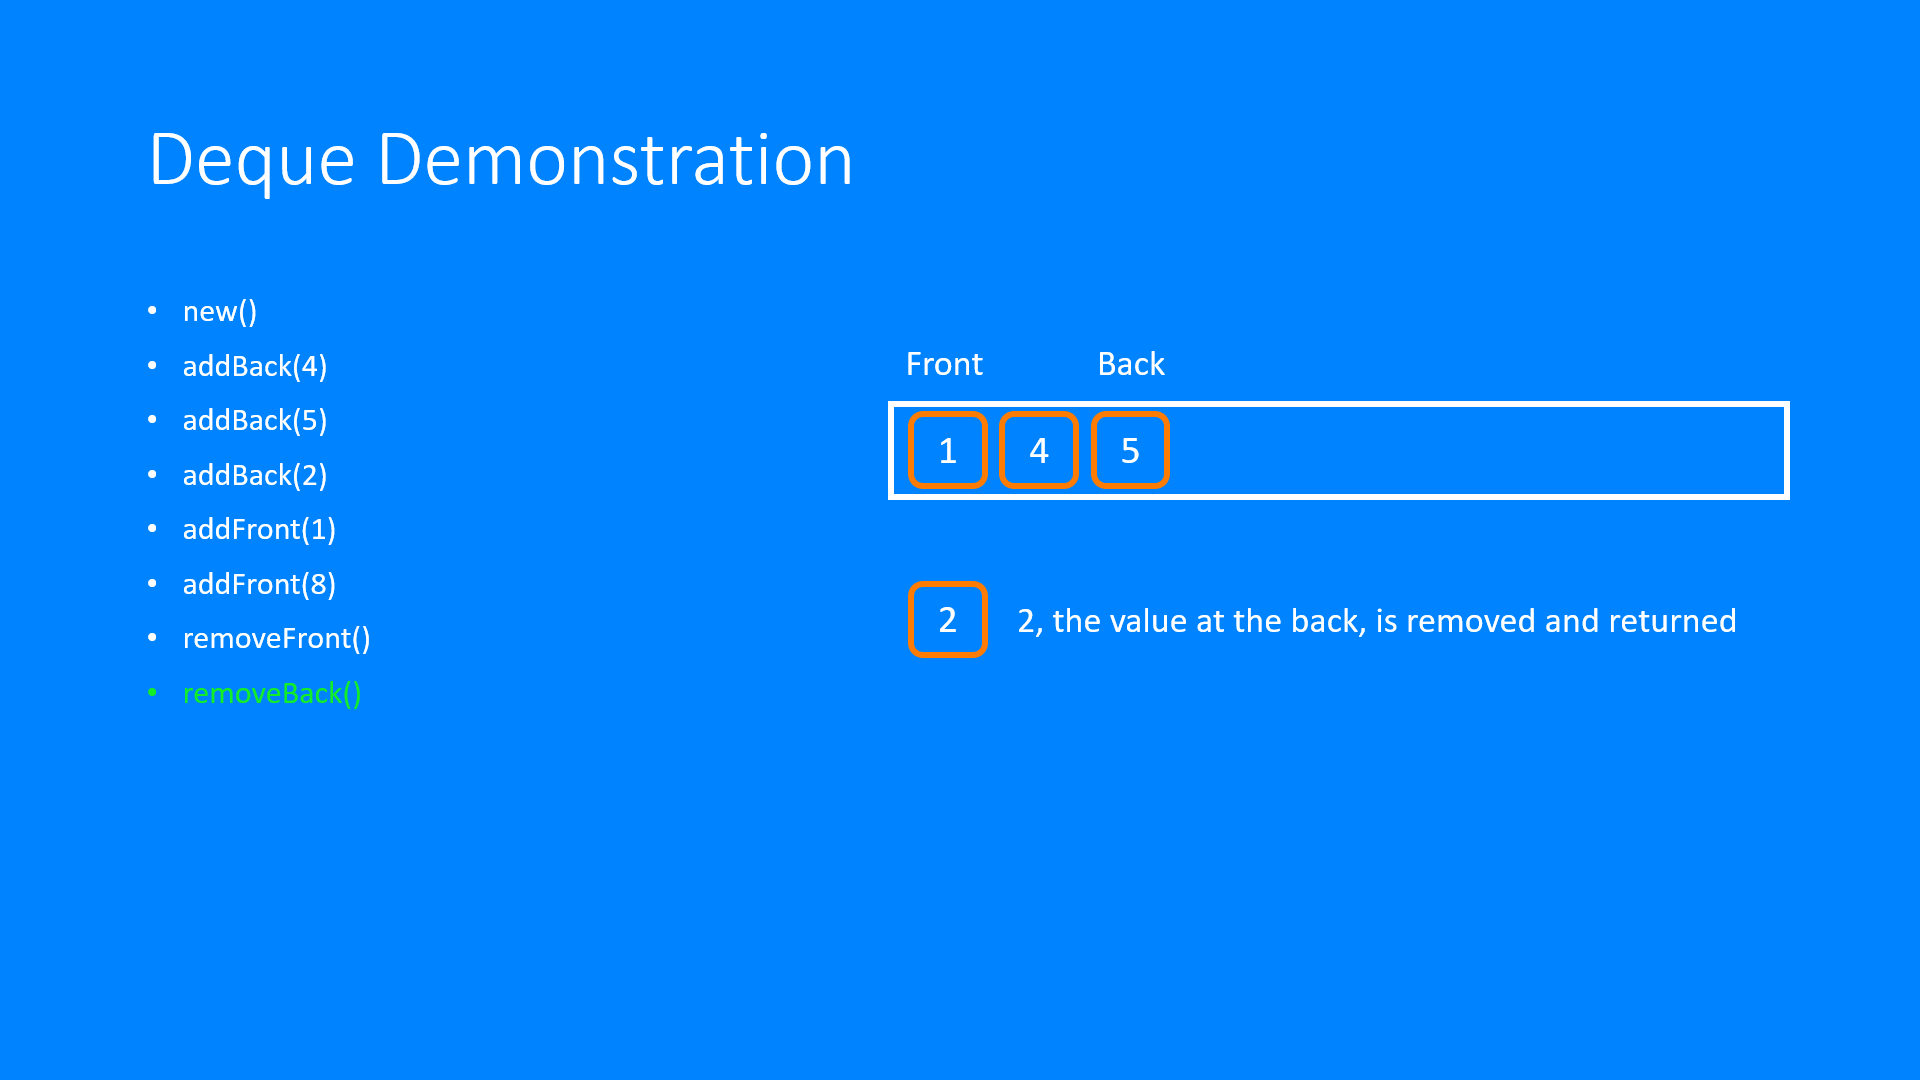 Deque Demonstration
• new()
• addBack(4)
• addBack(5)
• addBack(2)
• addFront(1)
• addFront(8)
• removeFront()
• removeBack()
Front Back
1 4 5
2 2, the value at the back, is removed and returned